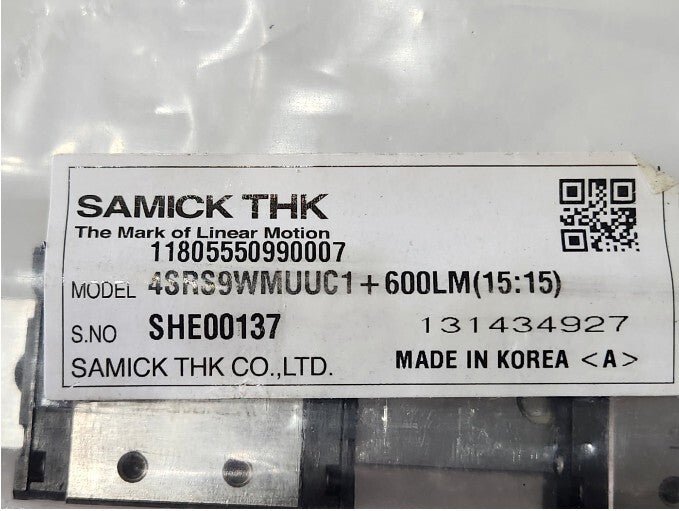 SAMICK THK
The Mark of Linear Motion
11805550990007
MODEL 4SRS9WMUUC1+600LM(15:15)
S.NO SHE00137 131434927
SAMICK THK CO.,LTD. MADE IN KOREA <A>